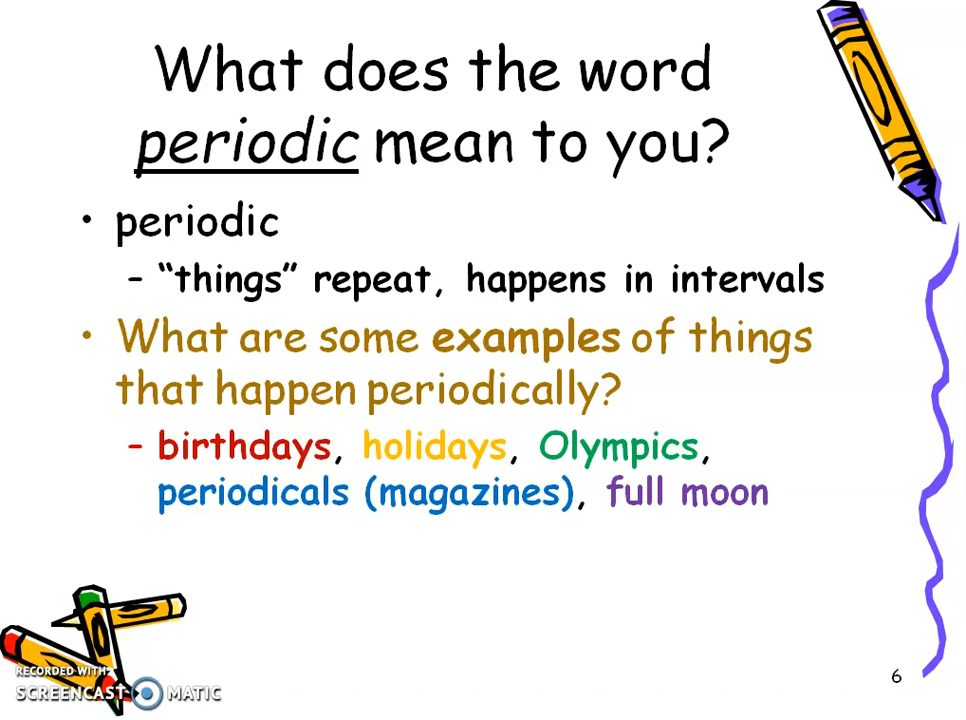 What does the word
periodic mean to you?
• periodic
– “things” repeat, happens in intervals
• What are some examples of things
that happen periodically?
– birthdays, holidays, Olympics,
periodicals (magazines), full moon
RECORDED WITH
SCREENCAST MATIC
6